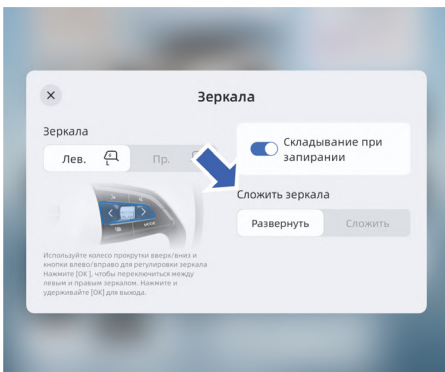 Зеркала
Зеркала
Лев.
L
Пр.
Складывание при
запирании
Сложить зеркала
Развернуть
Сложить
MODE
Используйте колесо прокрутки вверх/вниз и
кнопки влево/вправо для регулировки зеркала
Нажмите [OK ], чтобы переключиться между
левым и правым зеркалом. Нажмите и
удерживайте [OK] для выхода.